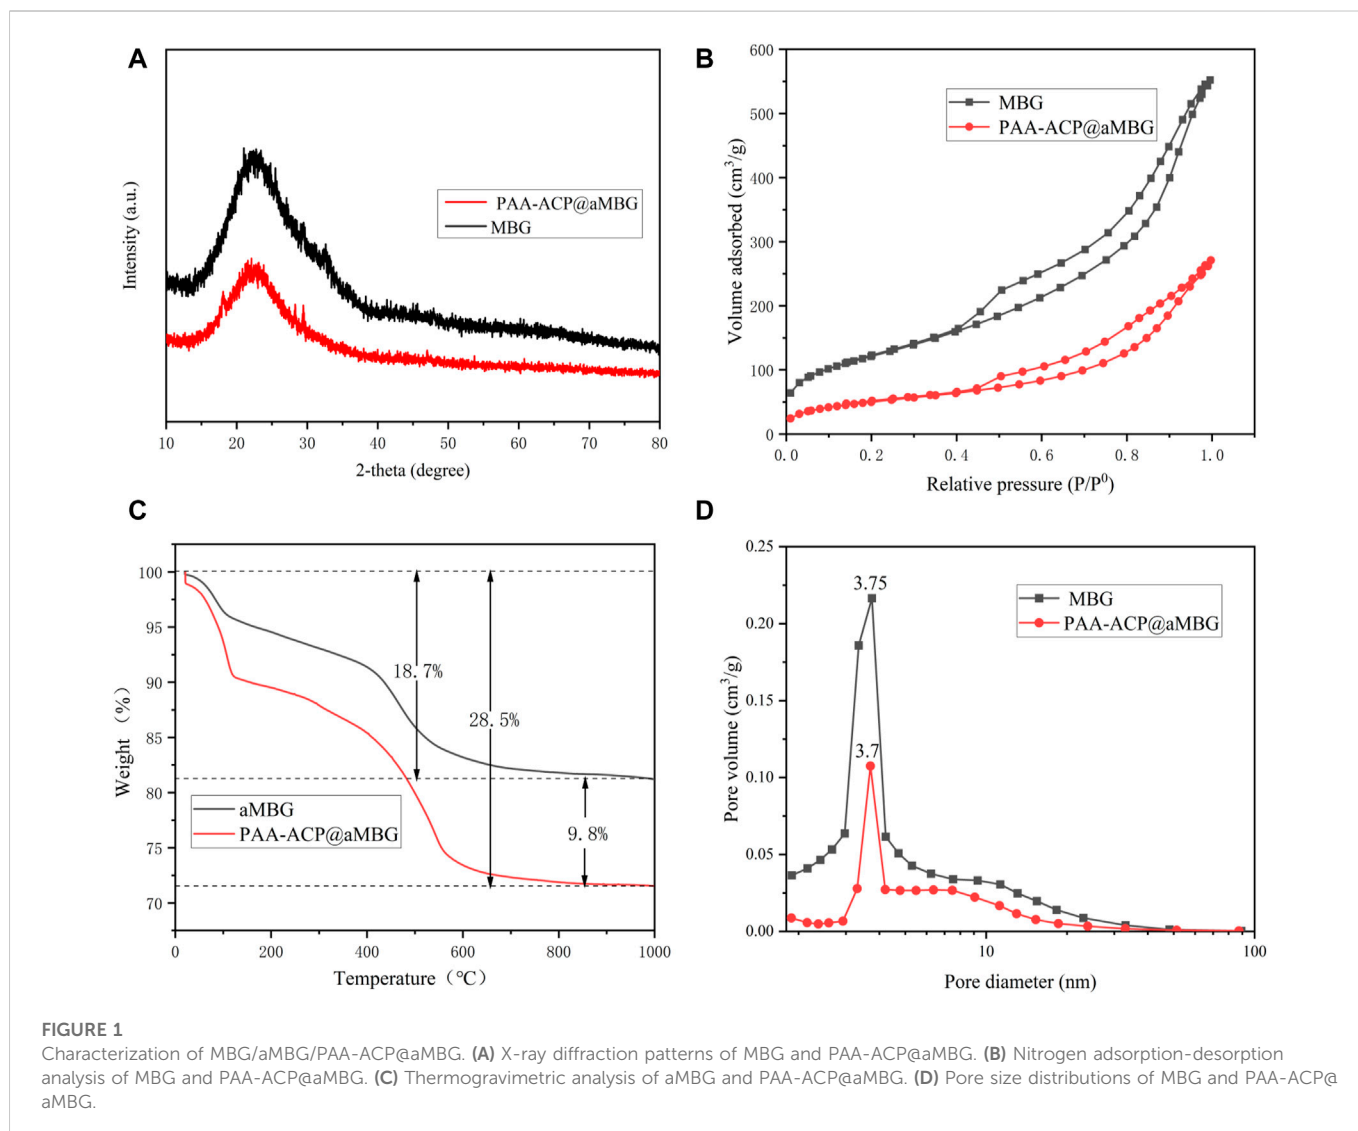 A
Intensity (a.u.)
PAA-ACP@aMBG
MBG
10 20 30 40 50 60 70 80
2-theta (degree)
B
Volume adsorbed (cm³/g)
600
500
400
300
200
100
0
MBG
PAA-ACP@aMBG
0.0 0.2 0.4 0.6 0.8 1.0
Relative pressure (P/P⁰)
C
Weight (%)
100
95
90
85
80
75
70
18.7%
28.5%
9.8%
aMBG
PAA-ACP@aMBG
0 200 400 600 800 1000
Temperature (℃)
D
Pore volume (cm³/g)
0.25
0.20
0.15
0.10
0.05
0.00
3.75
3.7
MBG
PAA-ACP@aMBG
10 100
Pore diameter (nm)
FIGURE 1
Characterization of MBG/aMBG/PAA-ACP@aMBG. (A) X-ray diffraction patterns of MBG and PAA-ACP@aMBG. (B) Nitrogen adsorption-desorption
analysis of MBG and PAA-ACP@aMBG. (C) Thermogravimetric analysis of aMBG and PAA-ACP@aMBG. (D) Pore size distributions of MBG and PAA-ACP@
aMBG.